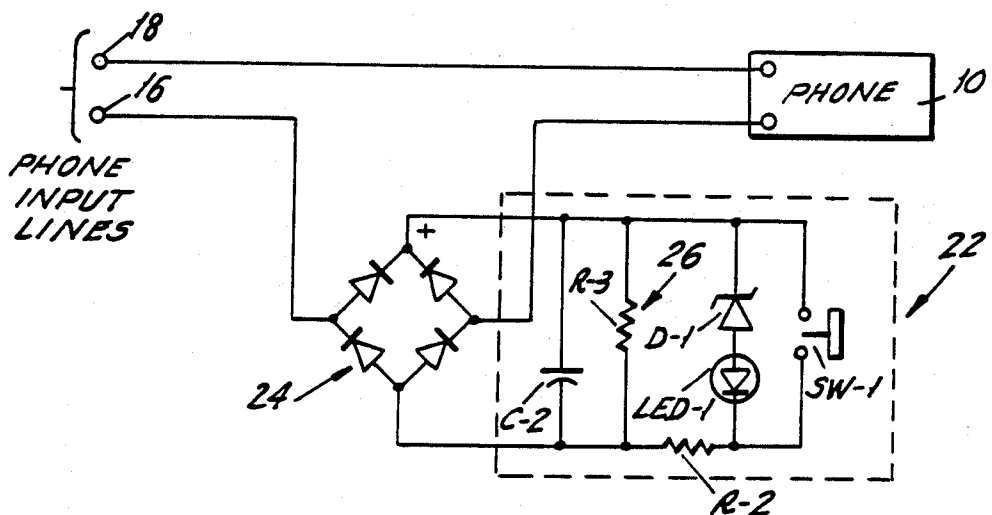 18
16
PHONE
INPUT
LINES
PHONE
10
+
22
26
R-3
D-1
24
C-2
LED-1
SW-1
R-2